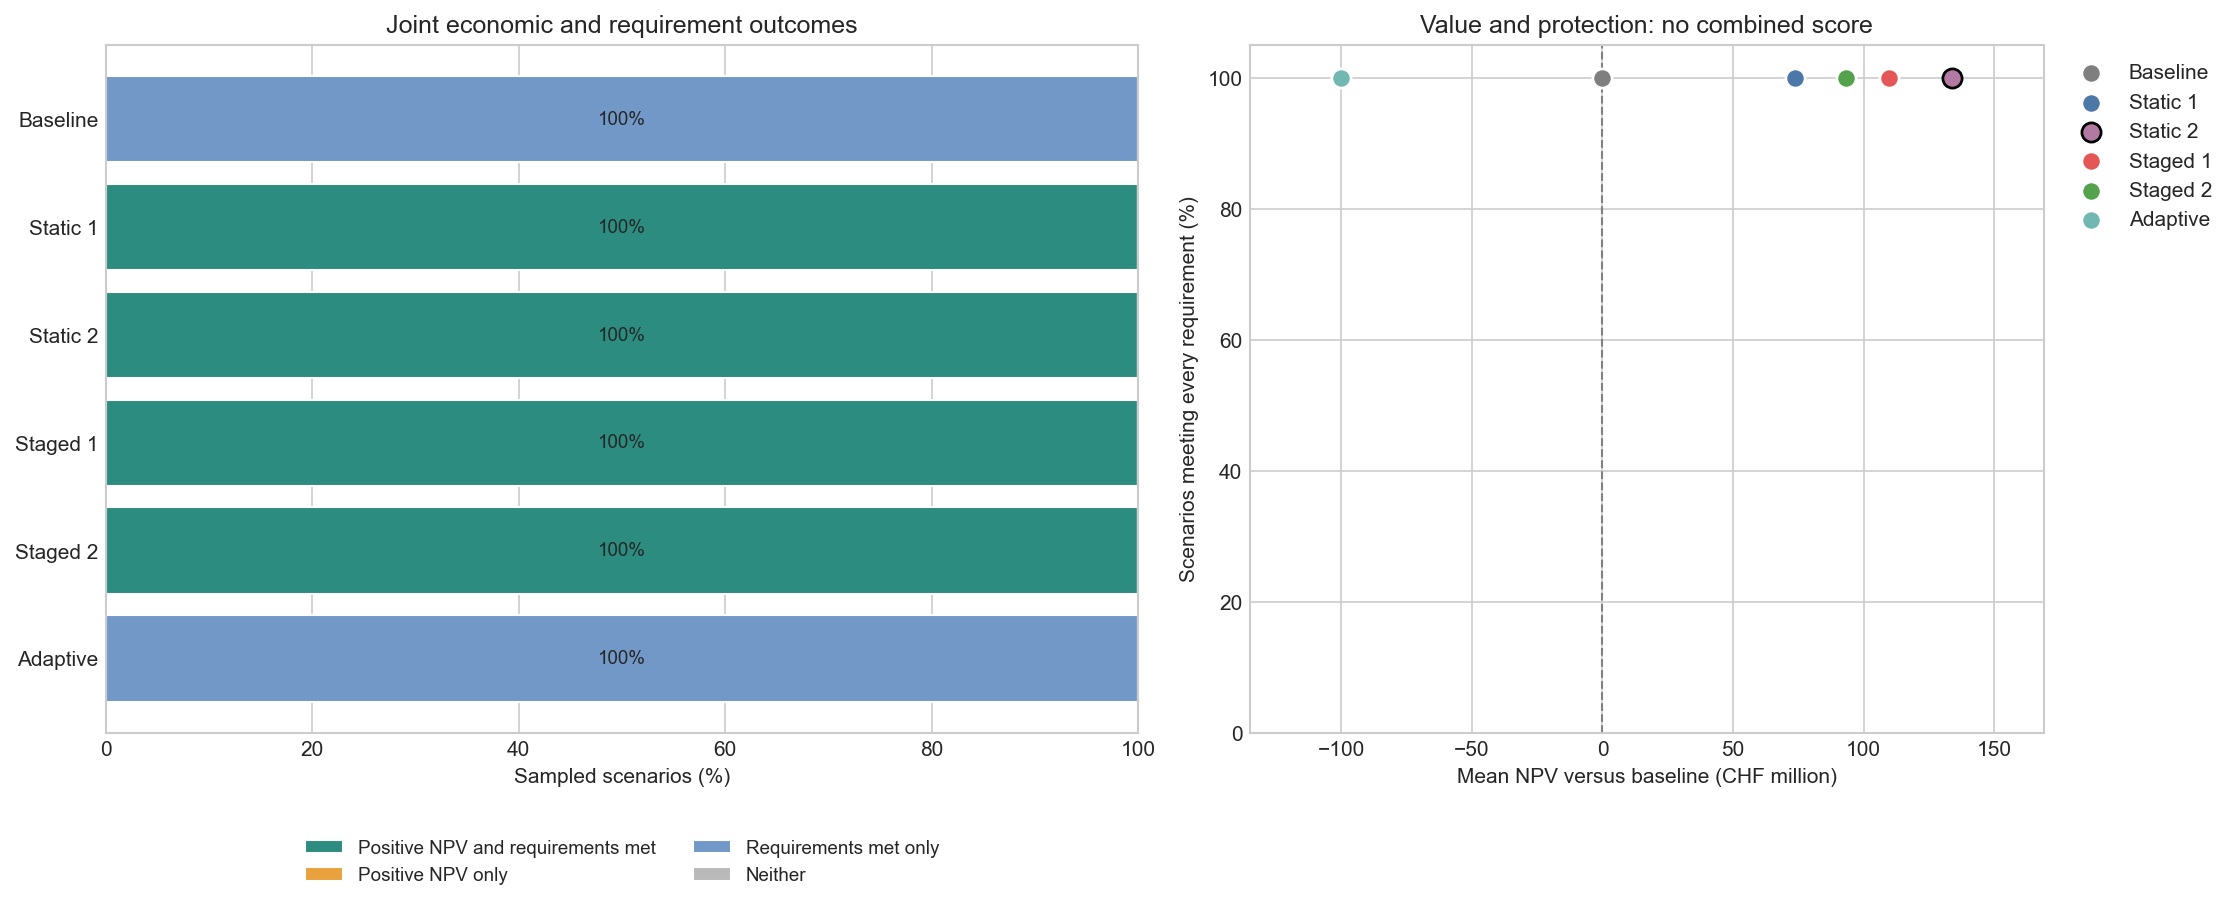 Joint economic and requirement outcomes
Baseline
100%
Static 1
100%
Static 2
100%
Staged 1
100%
Staged 2
100%
Adaptive
100%
0
20
40
60
80
100
Sampled scenarios (%)
Positive NPV and requirements met
Positive NPV only
Requirements met only
Neither
Value and protection: no combined score
Scenarios meeting every requirement (%)
100
80
60
40
20
0
−100
−50
0
50
100
150
Mean NPV versus baseline (CHF million)
Baseline
Static 1
Static 2
Staged 1
Staged 2
Adaptive